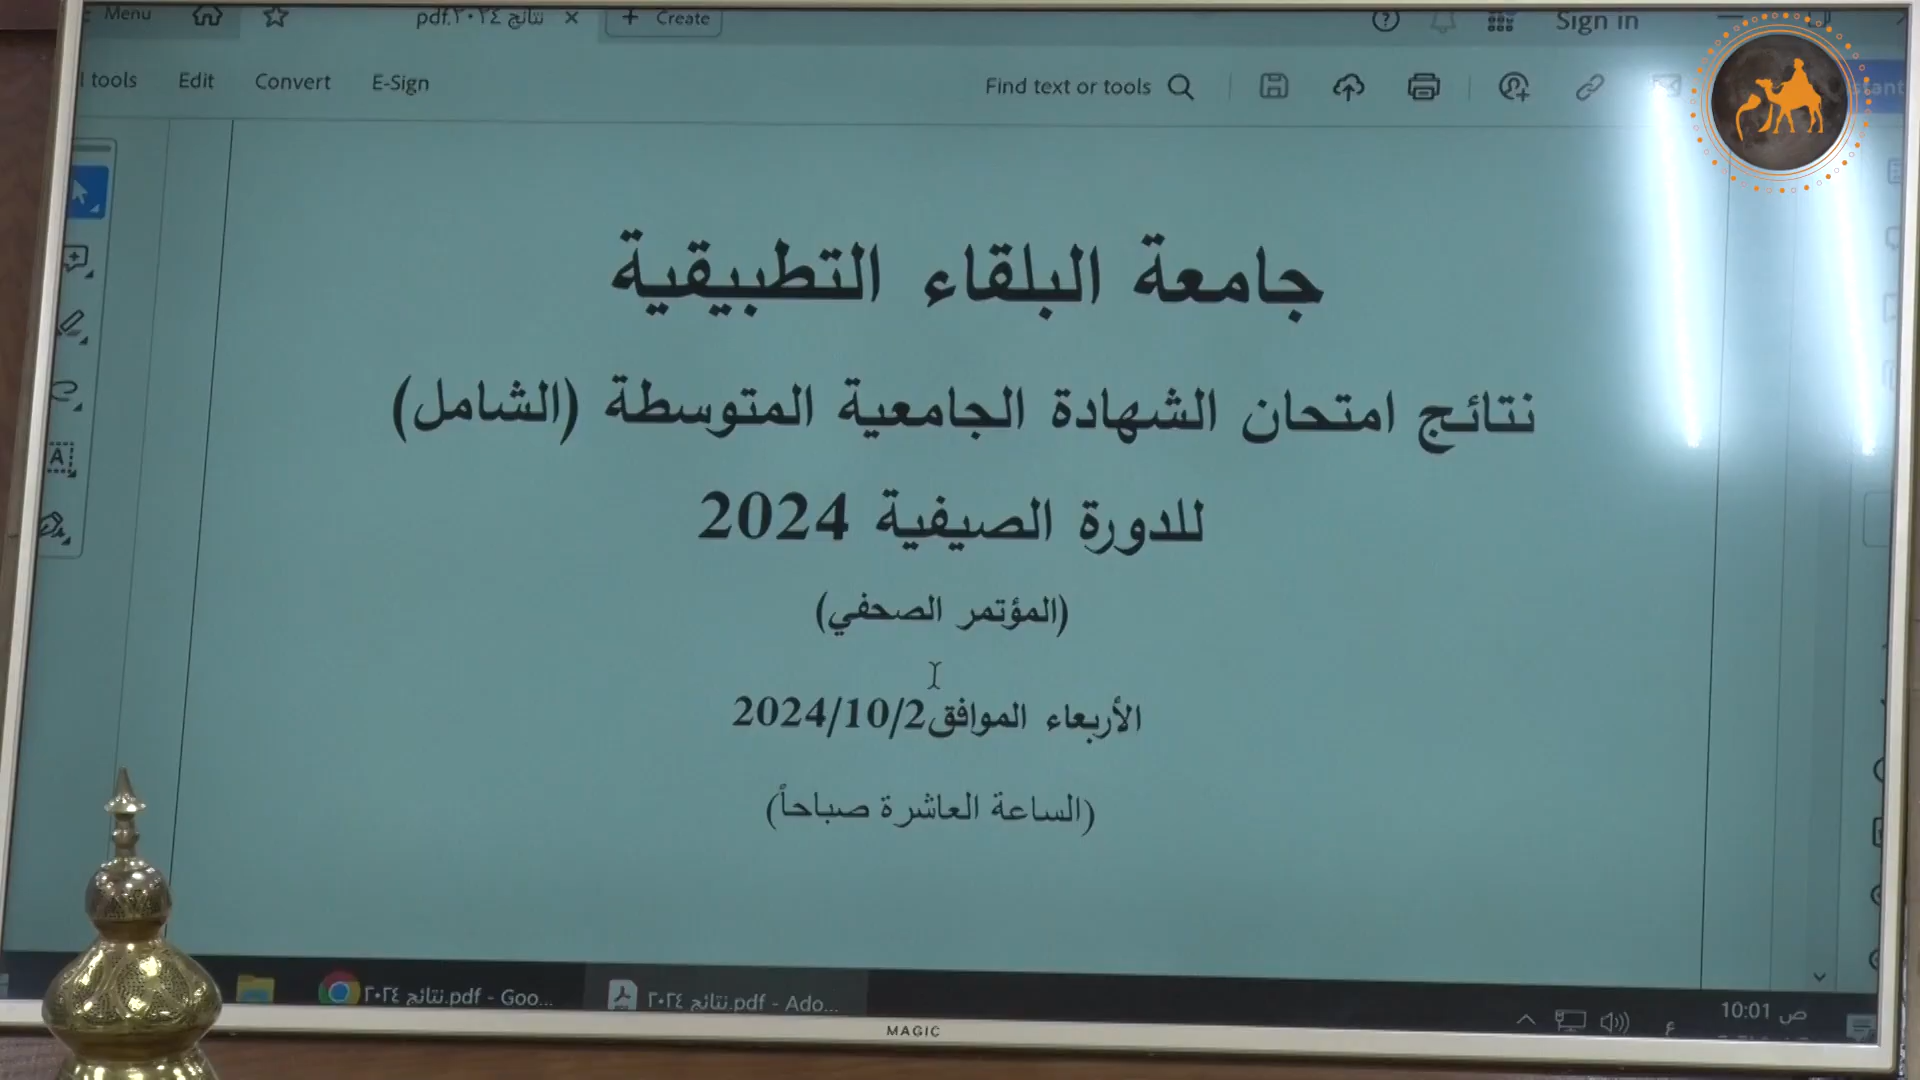 Menu
نتائج ٢٠٢٤.pdf
Create
Sign in
tools Edit Convert E-Sign
Find text or tools
جامعة البلقاء التطبيقية
نتائج امتحان الشهادة الجامعية المتوسطة (الشامل)
للدورة الصيفية 2024
(المؤتمر الصحفي)
الأربعاء الموافق2024/10/2
(الساعة العاشرة صباحاً)
نتائج ٢٠٢٤.pdf - Goo...
نتائج ٢٠٢٤.pdf - Ado...
ع
10:01 ص
MAGIC